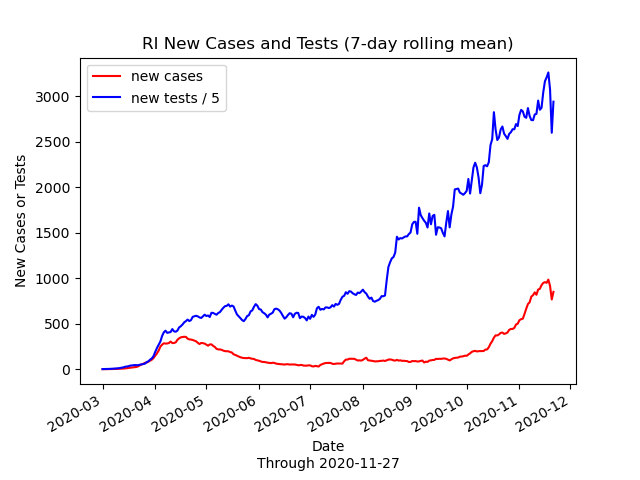 RI New Cases and Tests (7-day rolling mean)
new cases
new tests / 5
New Cases or Tests
3000
2500
2000
1500
1000
500
0
2020-03
2020-04
2020-05
2020-06
2020-07
2020-08
2020-09
2020-10
2020-11
2020-12
Date
Through 2020-11-27